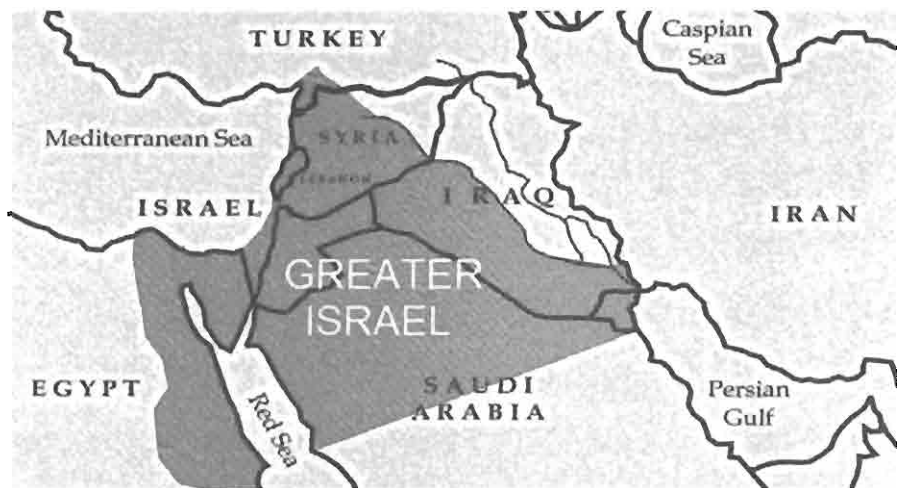 TURKEY
Caspian
Sea
Mediterranean Sea
SYRIA
LEBANON
ISRAEL
IRAQ
IRAN
GREATER
ISRAEL
EGYPT
Red Sea
SAUDI
ARABIA
Persian
Gulf